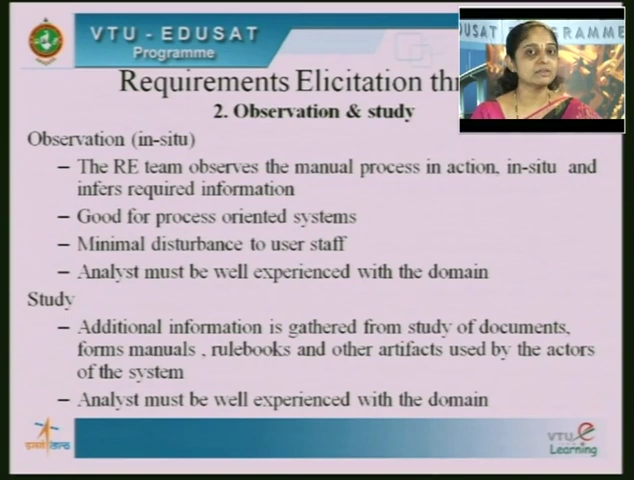 VTU - EDUSAT
Programme
DUSAT
RAMME
Requirements Elicitation thr
2. Observation & study
Observation (in-situ)
– The RE team observes the manual process in action, in-situ and
infers required information
– Good for process oriented systems
– Minimal disturbance to user staff
– Analyst must be well experienced with the domain
Study
– Additional information is gathered from study of documents,
forms manuals , rulebooks and other artifacts used by the actors
of the system
– Analyst must be well experienced with the domain
VTU e
Learning